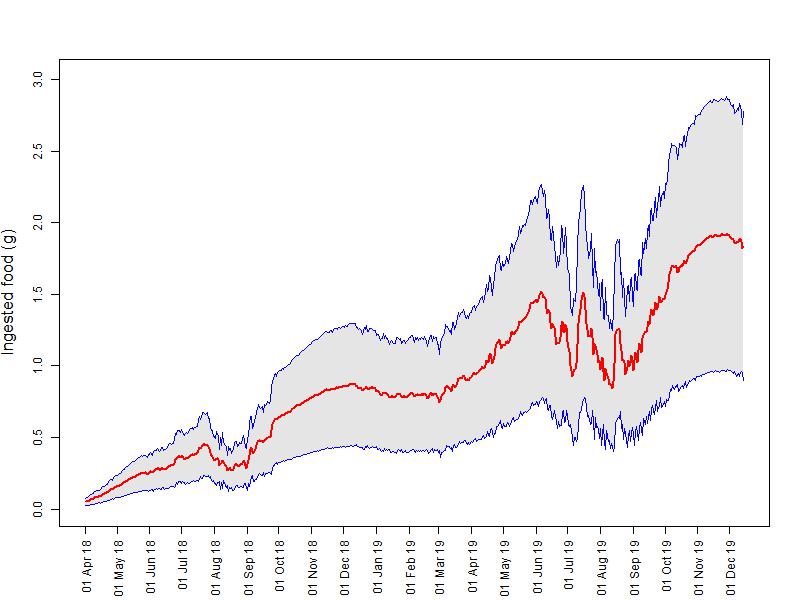 Ingested food (g)
3.0
2.5
2.0
1.5
1.0
0.5
0.0
01 Apr 18
01 May 18
01 Jun 18
01 Jul 18
01 Aug 18
01 Sep 18
01 Oct 18
01 Nov 18
01 Dec 18
01 Jan 19
01 Feb 19
01 Mar 19
01 Apr 19
01 May 19
01 Jun 19
01 Jul 19
01 Aug 19
01 Sep 19
01 Oct 19
01 Nov 19
01 Dec 19